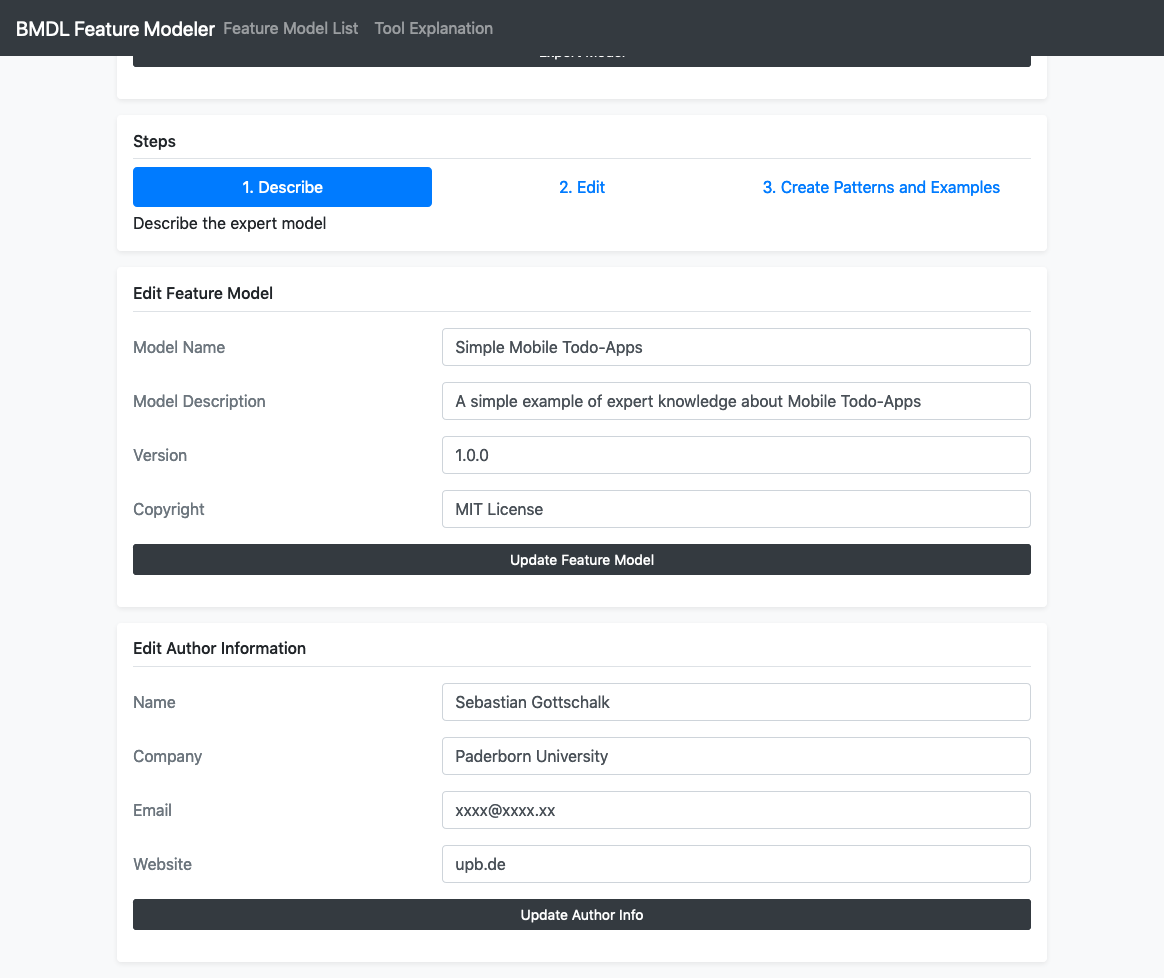 BMDL Feature Modeler Feature Model List Tool Explanation
Steps
1. Describe 2. Edit 3. Create Patterns and Examples
Describe the expert model
Edit Feature Model
Model Name Simple Mobile Todo-Apps
Model Description A simple example of expert knowledge about Mobile Todo-Apps
Version 1.0.0
Copyright MIT License
Update Feature Model
Edit Author Information
Name Sebastian Gottschalk
Company Paderborn University
Email xxxx@xxxx.xx
Website upb.de
Update Author Info